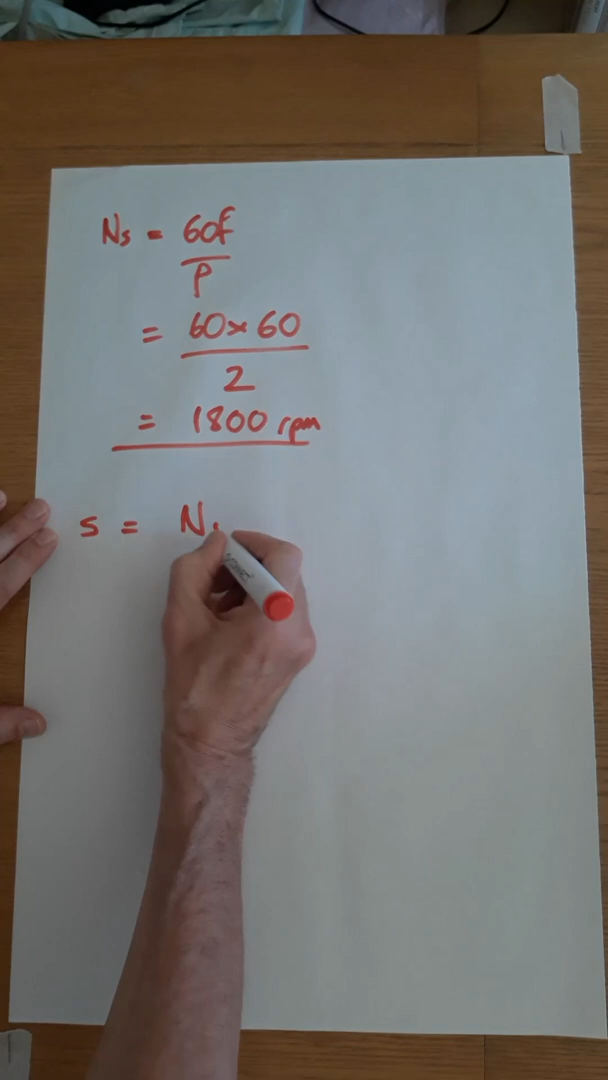 Ns = 60f
P
= 60 × 60
2
= 1800 rpm
s = N